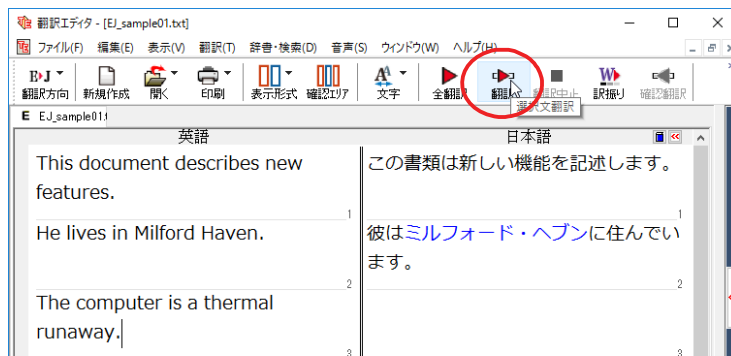 翻訳エディタ - [EJ_sample01.txt]
ファイル(F) 編集(E) 表示(V) 翻訳(T) 辞書・検索(D) 音声(S) ウィンドウ(W) ヘルプ(H)
E▸J A
翻訳方向 新規作成 開く 印刷 表示形式 確認エリア 文字 全翻訳 翻訳 翻訳中止 訳振り 確認翻訳
選択文翻訳
E EJ_sample01.t
英語 日本語
This document describes new
features.
1
この書類は新しい機能を記述します。
1
He lives in Milford Haven.
2
彼はミルフォード・ヘブンに住んでい
ます。
2
The computer is a thermal
runaway.
3
3